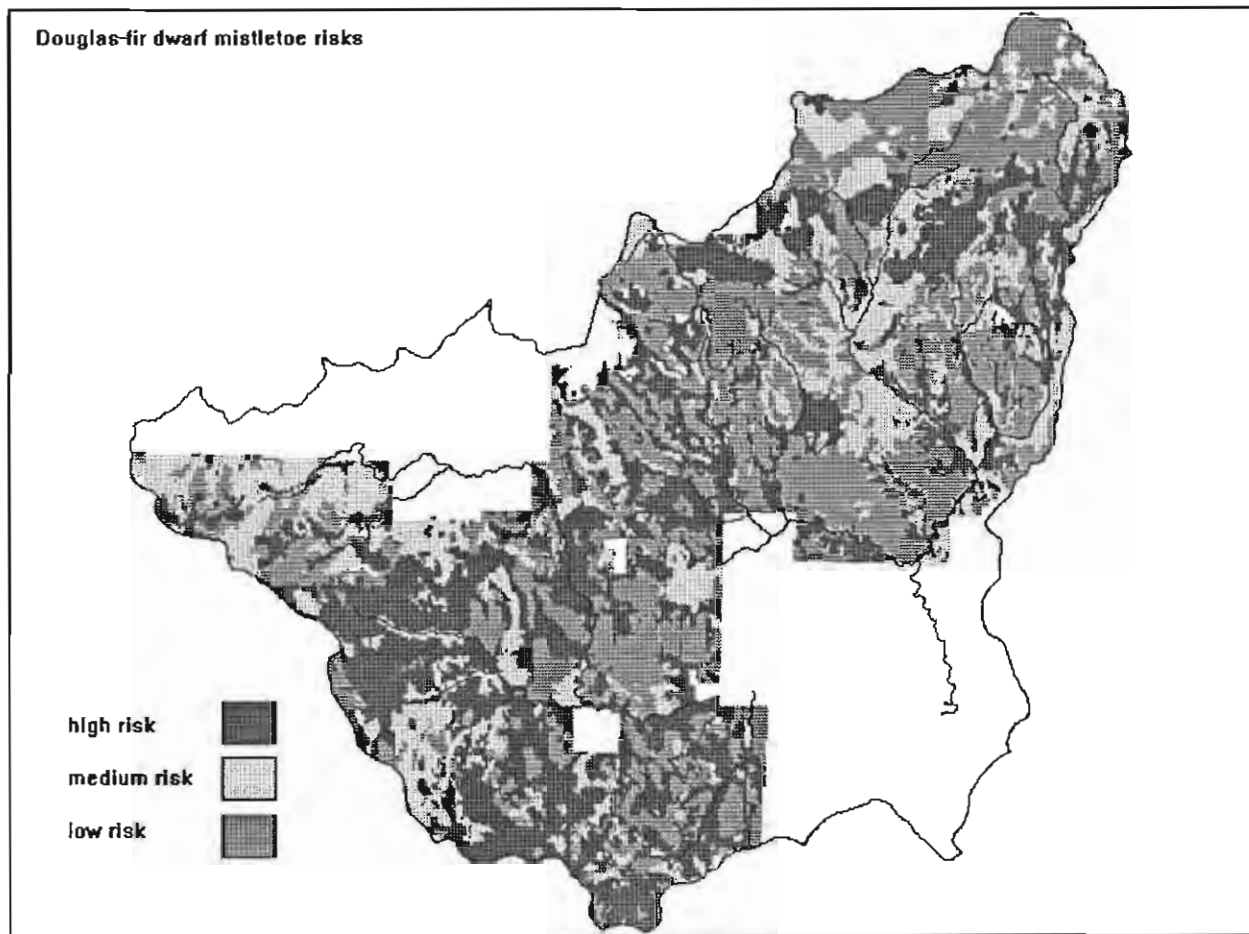 Douglas-fir dwarf mistletoe risks
high risk
medium risk
low risk